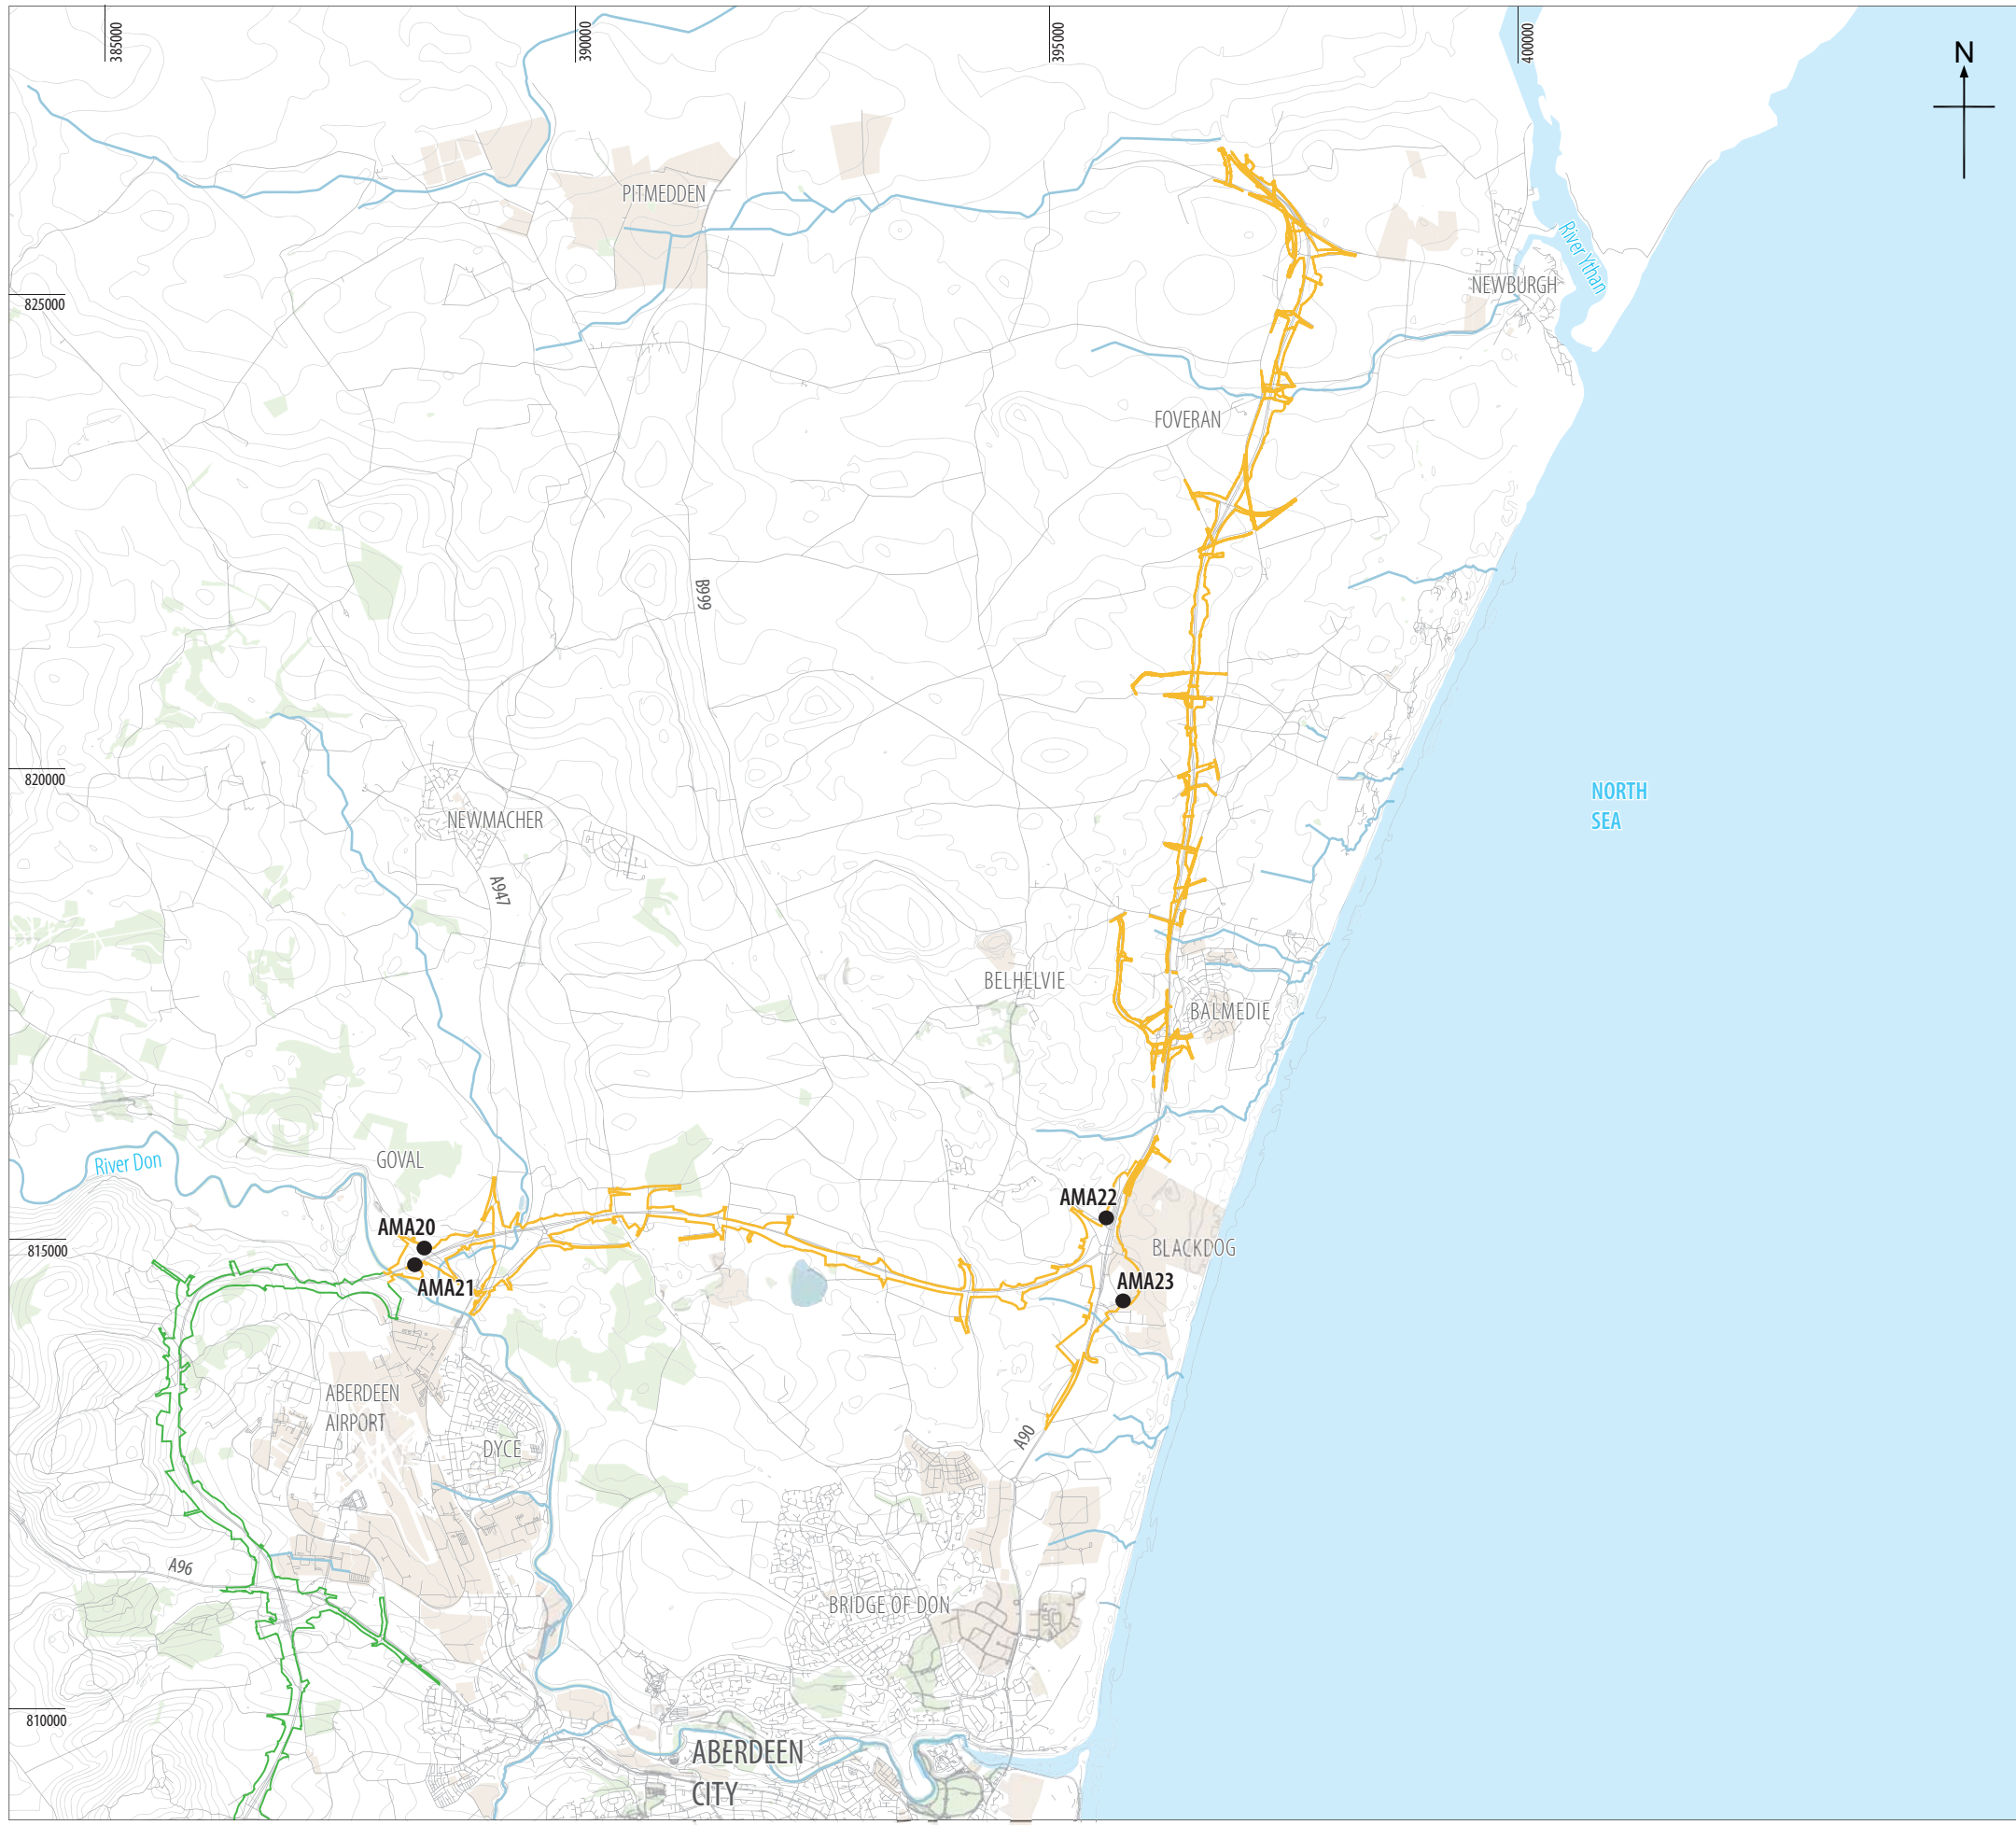 385000
390000
395000
400000
N
PITMEDDEN
River Ythan
NEWBURGH
825000
FOVERAN
B999
820000
NORTH
SEA
NEWMACHER
A947
BELHELVIE
BALMEDIE
River Don
GOVAL
AMA22
AMA20
815000
BLACKDOG
AMA21
AMA23
ABERDEEN
AIRPORT
DYCE
A90
A96
BRIDGE OF DON
810000
ABERDEEN
CITY